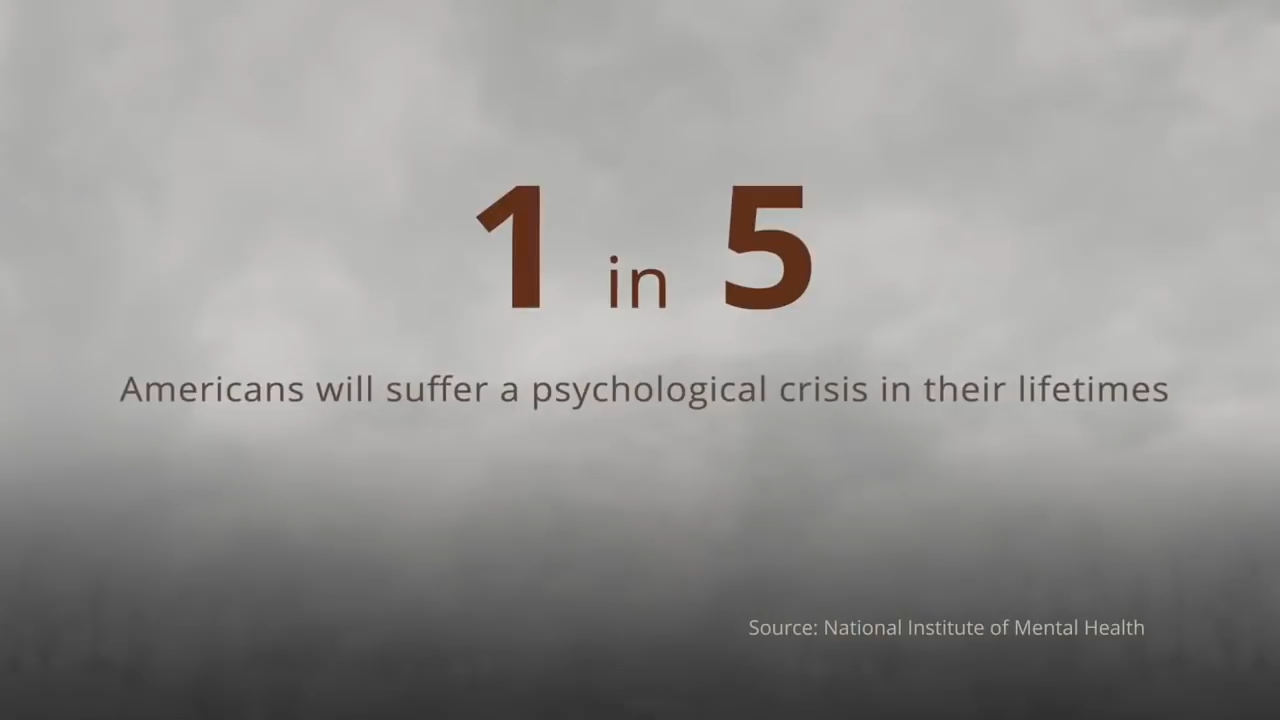 1 in 5
Americans will suffer a psychological crisis in their lifetimes
Source: National Institute of Mental Health